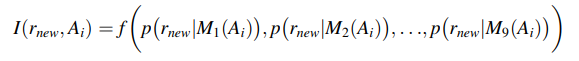 I(r_new, A_i) = f(p(r_new|M_1(A_i)), p(r_new|M_2(A_i)), ..., p(r_new|M_9(A_i)))